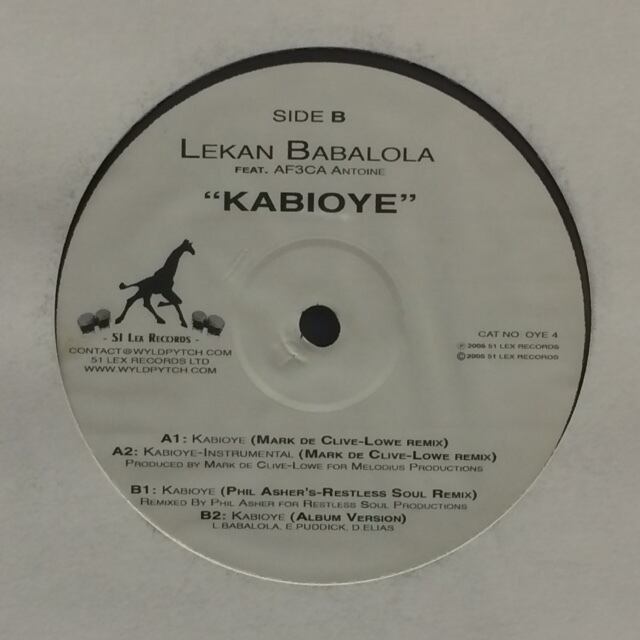 SIDE B
LEKAN BABALOLA
FEAT. AF3CA ANTOINE
"KABIOYE"
- 51 LEX RECORDS -
CONTACT@WYLDPYTCH.COM
51 LEX RECORDS LTD
WWW.WYLDPYTCH.COM
CAT NO OYE 4
℗ 2005 51 LEX RECORDS
© 2005 51 LEX RECORDS
A1: KABIOYE (MARK DE CLIVE-LOWE REMIX)
A2: KABIOYE-INSTRUMENTAL (MARK DE CLIVE-LOWE REMIX)
PRODUCED BY MARK DE CLIVE-LOWE FOR MELODIUS PRODUCTIONS
B1: KABIOYE (PHIL ASHER'S-RESTLESS SOUL REMIX)
REMIXED BY PHIL ASHER FOR RESTLESS SOUL PRODUCTIONS
B2: KABIOYE (ALBUM VERSION)
L.BABALOLA, E.PUDDICK, D.ELIAS